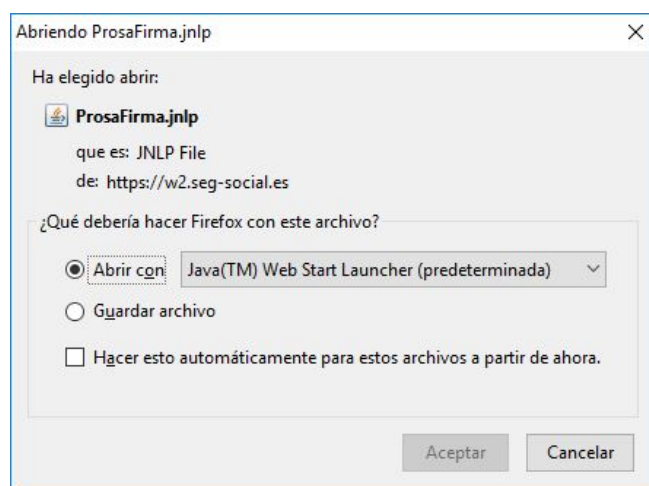 Abriendo ProsaFirma.jnlp
Ha elegido abrir:
ProsaFirma.jnlp
que es: JNLP File
de: https://w2.seg-social.es
¿Qué debería hacer Firefox con este archivo?
Abrir con Java(TM) Web Start Launcher (predeterminada)
Guardar archivo
Hacer esto automáticamente para estos archivos a partir de ahora.
Aceptar Cancelar